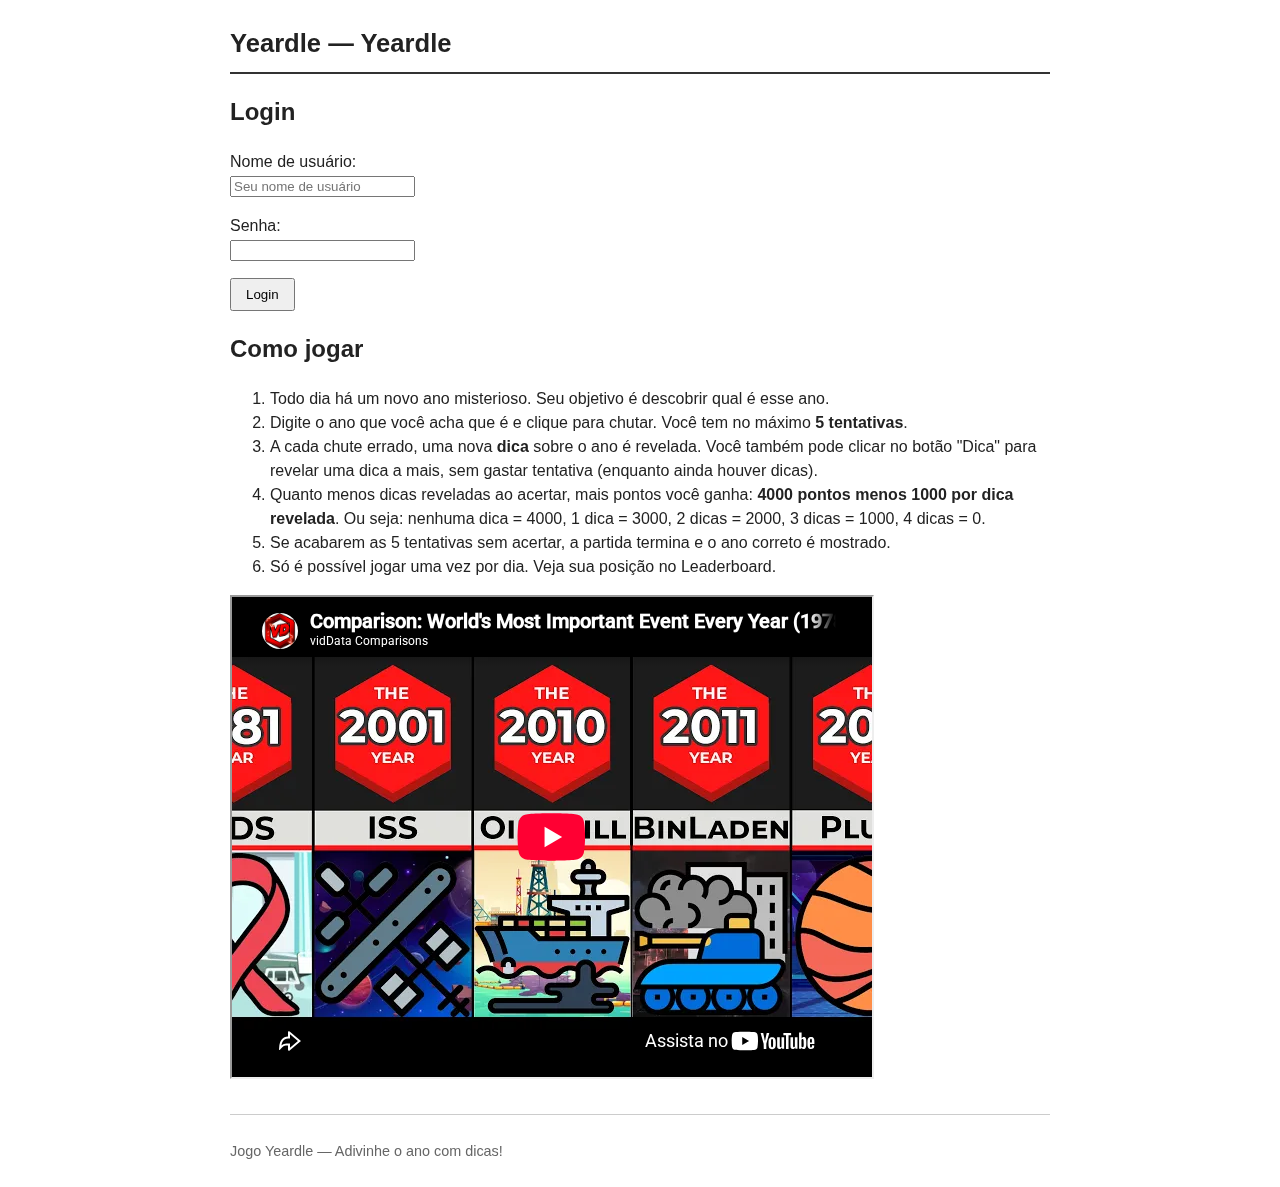 Yeardle — Yeardle
Login
Nome de usuário:
Seu nome de usuário
Senha:
Login
Como jogar
1. Todo dia há um novo ano misterioso. Seu objetivo é descobrir qual é esse ano.
2. Digite o ano que você acha que é e clique para chutar. Você tem no máximo 5 tentativas.
3. A cada chute errado, uma nova dica sobre o ano é revelada. Você também pode clicar no botão "Dica" para
revelar uma dica a mais, sem gastar tentativa (enquanto ainda houver dicas).
4. Quanto menos dicas reveladas ao acertar, mais pontos você ganha: 4000 pontos menos 1000 por dica
revelada. Ou seja: nenhuma dica = 4000, 1 dica = 3000, 2 dicas = 2000, 3 dicas = 1000, 4 dicas = 0.
5. Se acabarem as 5 tentativas sem acertar, a partida termina e o ano correto é mostrado.
6. Só é possível jogar uma vez por dia. Veja sua posição no Leaderboard.
Comparison: World's Most Important Event Every Year (197
vidData Comparisons
THE THE THE
2001 2010 2011
YEAR YEAR YEAR
ISS BINLADEN
Assista no YouTube
Jogo Yeardle — Adivinhe o ano com dicas!